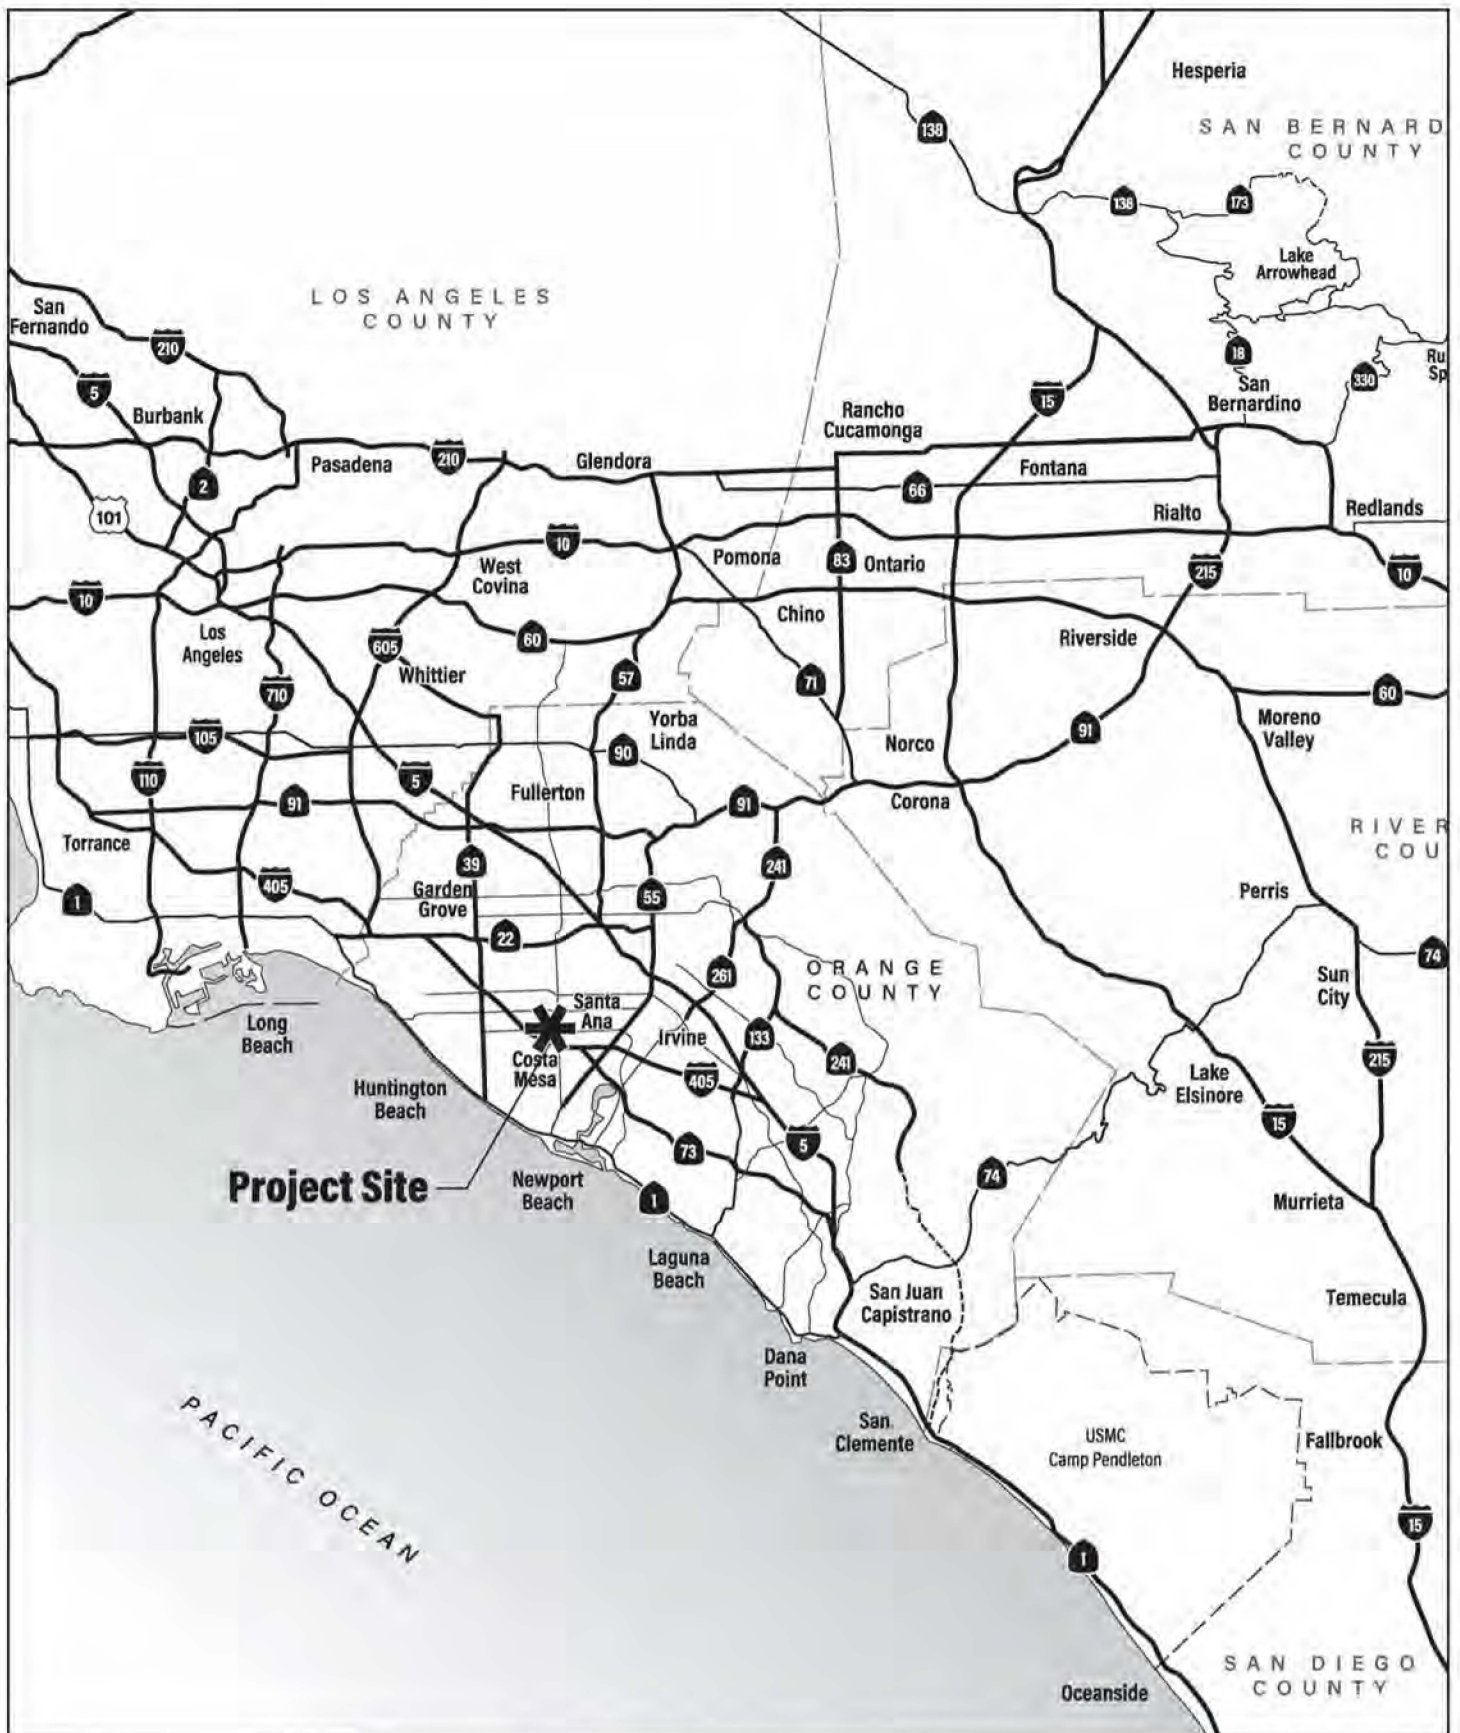 Hesperia
SAN BERNARD
COUNTY
138
138
173
Lake
Arrowhead
LOS ANGELES
COUNTY
San
Fernando
210
5
18
330
Ru
Sp
San
Bernardino
15
Burbank
Rancho
Cucamonga
Pasadena
210
Glendora
Fontana
2
66
101
Rialto
Redlands
10
Pomona
83
Ontario
215
10
West
Covina
10
Chino
Los
Angeles
60
Riverside
605
Whittier
57
71
710
60
Yorba
Linda
Moreno
Valley
105
90
Norco
91
110
5
Fullerton
91
91
Corona
Torrance
RIVER
COU
39
241
405
Garden
Grove
55
Perris
1
22
74
261
ORANGE
COUNTY
Sun
City
Santa
Ana
Long
Beach
Irvine
133
Costa
Mesa
241
215
405
Huntington
Beach
Lake
Elsinore
15
73
5
Project Site
Newport
Beach
1
74
Murrieta
Laguna
Beach
San Juan
Capistrano
Temecula
Dana
Point
San
Clemente
USMC
Camp Pendleton
Fallbrook
PACIFIC OCEAN
15
1
SAN DIEGO
COUNTY
Oceanside